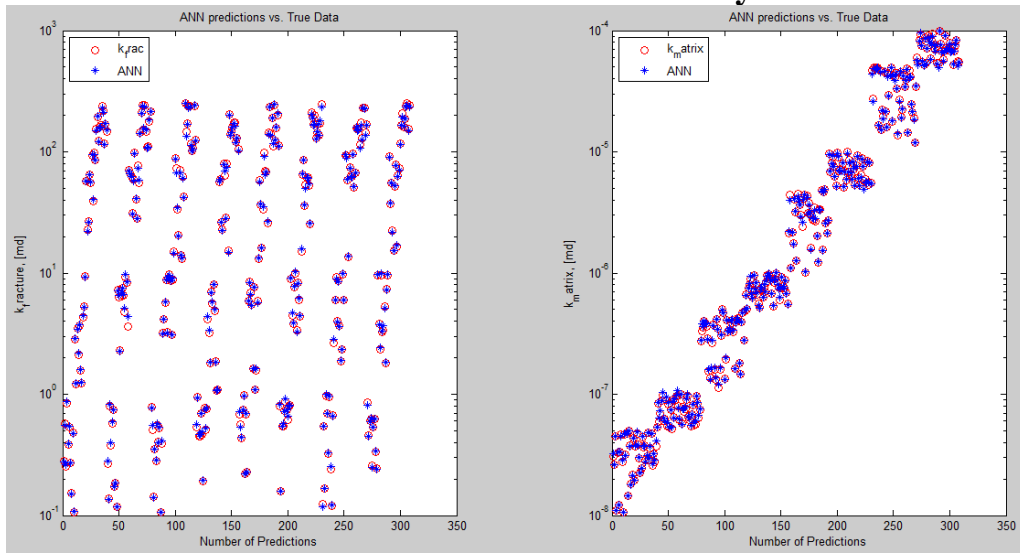 y
ANN predictions vs. True Data
k_frac
ANN
10^3
10^2
10^1
10^0
10^-1
k_fracture, [md]
0 50 100 150 200 250 300 350
Number of Predictions
ANN predictions vs. True Data
k_matrix
ANN
10^-4
10^-5
10^-6
10^-7
10^-8
k_matrix, [md]
0 50 100 150 200 250 300 350
Number of Predictions